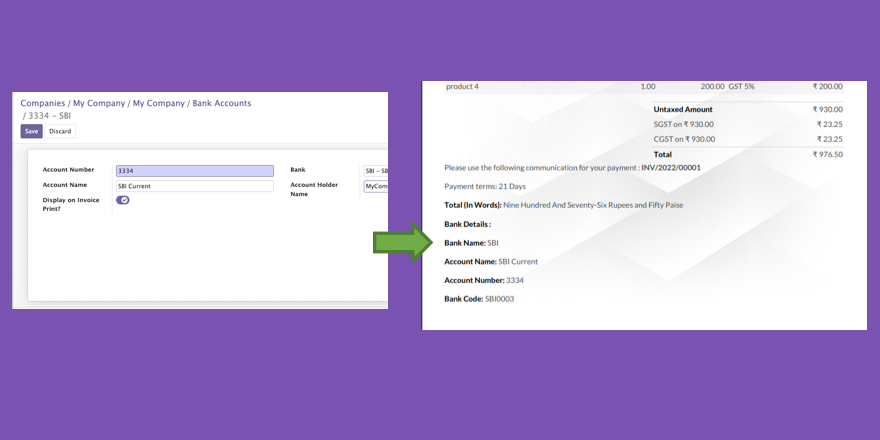 Companies / My Company / My Company / Bank Accounts
/ 3334 - SBI
Save Discard
Account Number 3334 Bank SBI - SB
Account Name SBI Current Account Holder Name MyCom
Display on Invoice Print?
product 4 1.00 200.00 GST 5% ₹ 200.00
Untaxed Amount ₹ 930.00
SGST on ₹ 930.00 ₹ 23.25
CGST on ₹ 930.00 ₹ 23.25
Total ₹ 976.50
Please use the following communication for your payment : INV/2022/00001
Payment terms: 21 Days
Total (In Words): Nine Hundred And Seventy-Six Rupees and Fifty Paise
Bank Details :
Bank Name: SBI
Account Name: SBI Current
Account Number: 3334
Bank Code: SBI0003